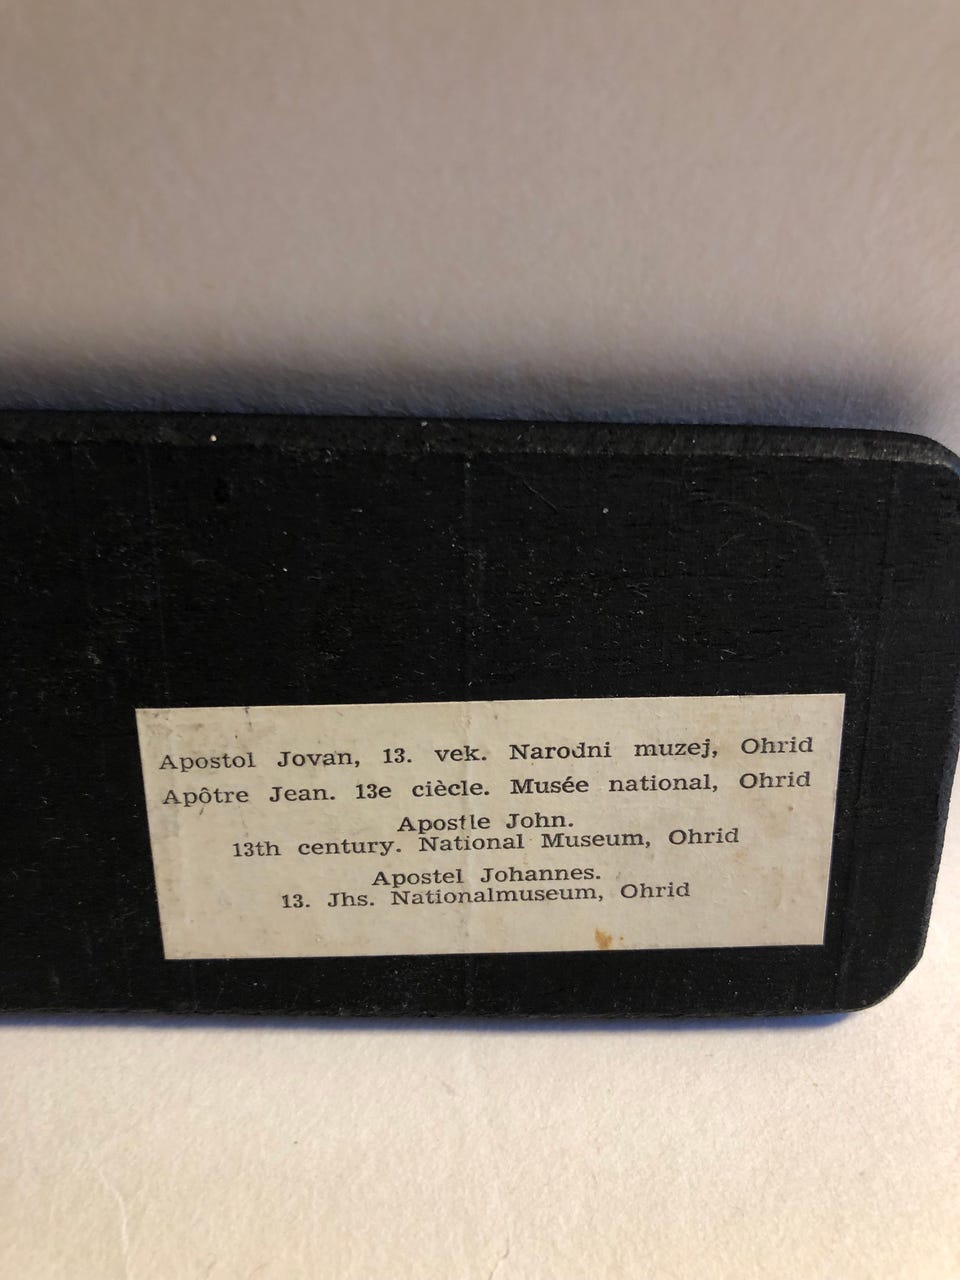 Apostol Jovan, 13. vek. Narodni muzej, Ohrid
Apôtre Jean. 13e ciècle. Musée national, Ohrid
Apostle John.
13th century. National Museum, Ohrid
Apostel Johannes.
13. Jhs. Nationalmuseum, Ohrid